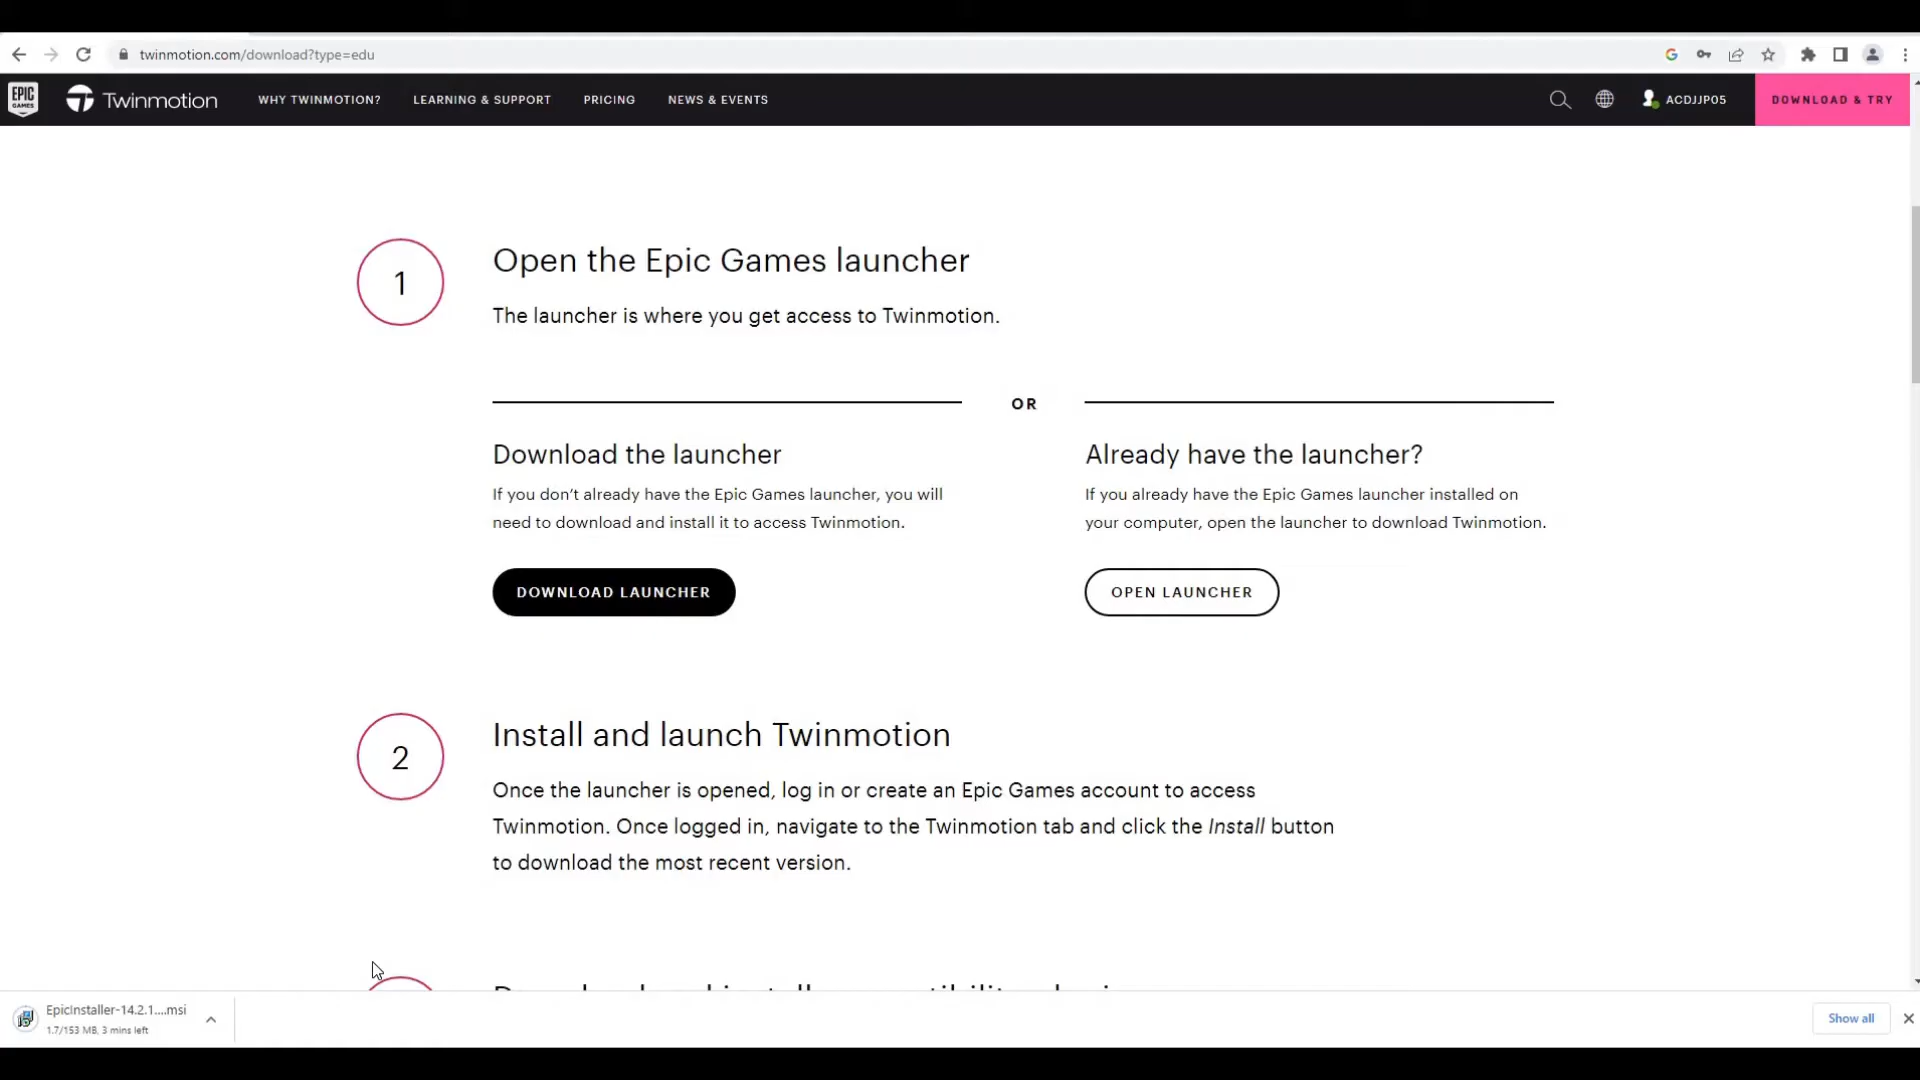 twinmotion.com/download?type=edu
EPIC GAMES
Twinmotion
WHY TWINMOTION?
LEARNING & SUPPORT
PRICING
NEWS & EVENTS
ACDJJP05
DOWNLOAD & TRY
1
Open the Epic Games launcher
The launcher is where you get access to Twinmotion.
OR
Download the launcher
If you don’t already have the Epic Games launcher, you will
need to download and install it to access Twinmotion.
DOWNLOAD LAUNCHER
Already have the launcher?
If you already have the Epic Games launcher installed on
your computer, open the launcher to download Twinmotion.
OPEN LAUNCHER
2
Install and launch Twinmotion
Once the launcher is opened, log in or create an Epic Games account to access
Twinmotion. Once logged in, navigate to the Twinmotion tab and click the Install button
to download the most recent version.
EpicInstaller-14.2.1....msi
1.7/153 MB, 3 mins left
Show all